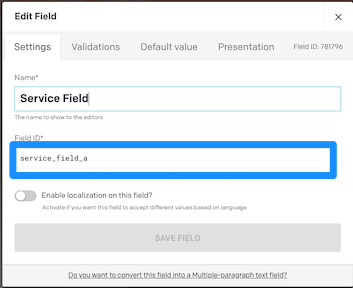 Edit Field
×
Settings Validations Default value Presentation Field ID: 781796
Name*
Service Field
The name to show to the editors
Field ID*
service_field_a
Enable localization on this field?
Activate if you want this field to accept different values based on language
SAVE FIELD
Do you want to convert this field into a Multiple-paragraph text field?